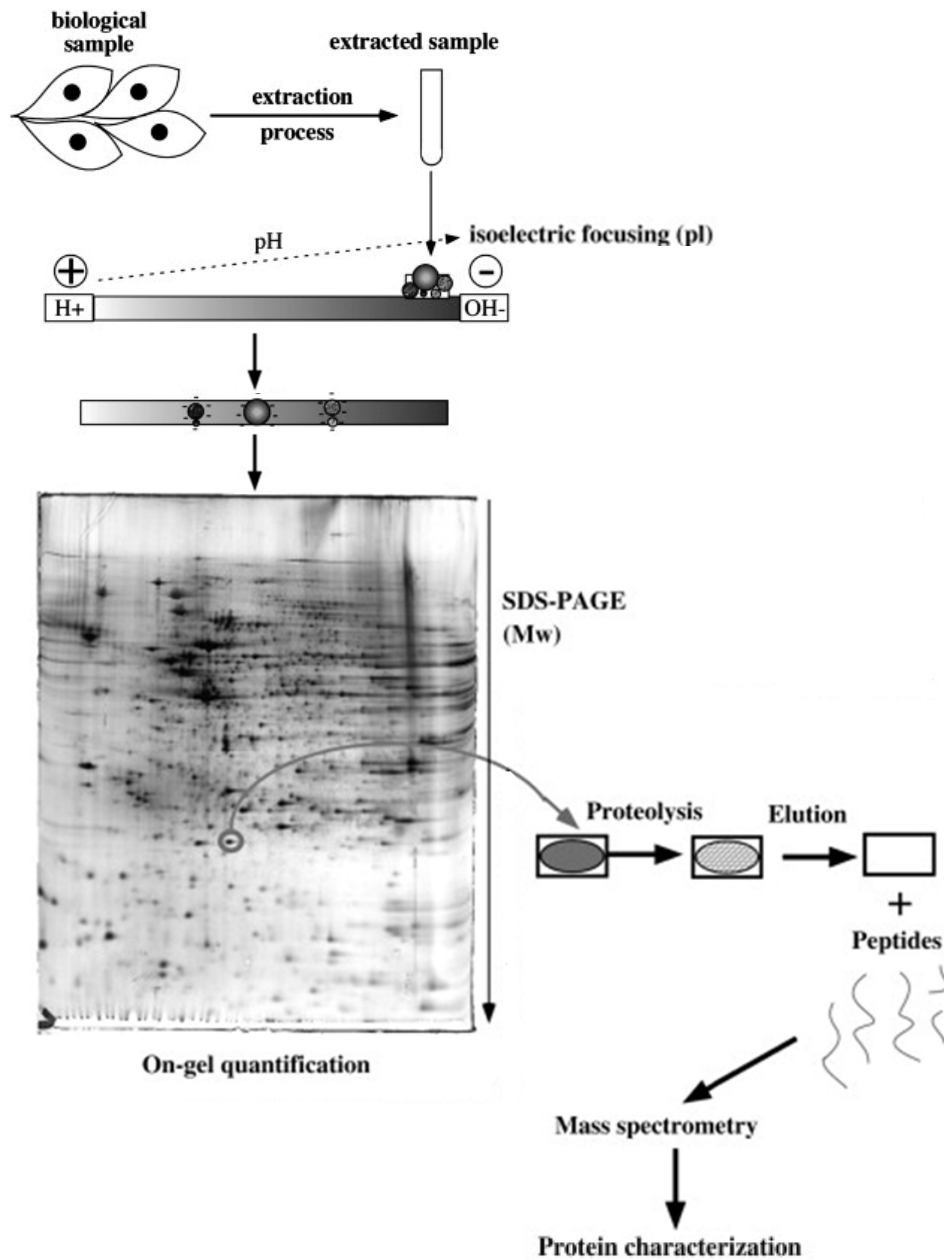 biological
sample
extracted sample
extraction
process
pH
isoelectric focusing (pI)
+
-
H+
OH-
SDS-PAGE
(Mw)
Proteolysis
Elution
+
Peptides
On-gel quantification
Mass spectrometry
Protein characterization